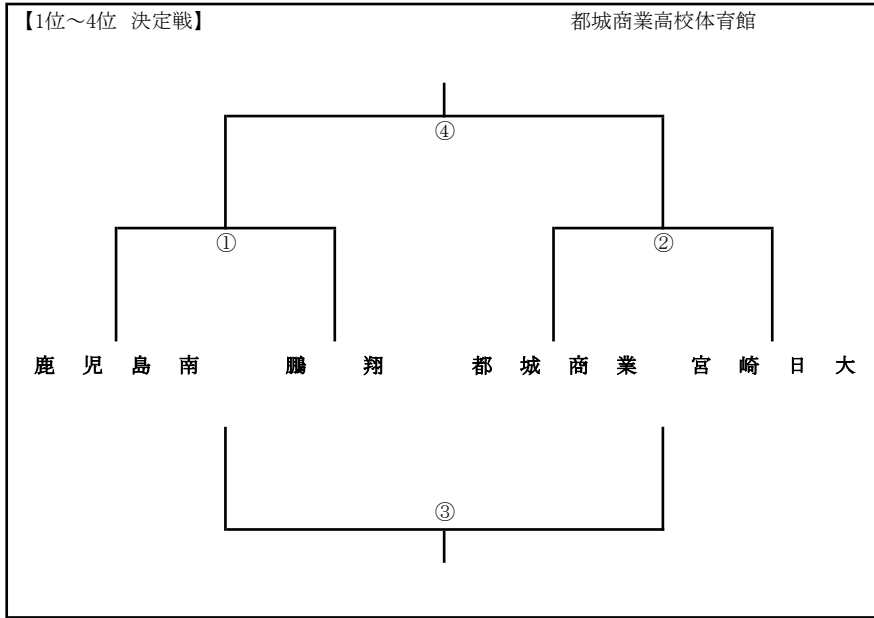 【1位～4位 決定戦】 都城商業高校体育館
④
① ②
鹿児島南 鵬翔 都城商業 宮崎日大
③